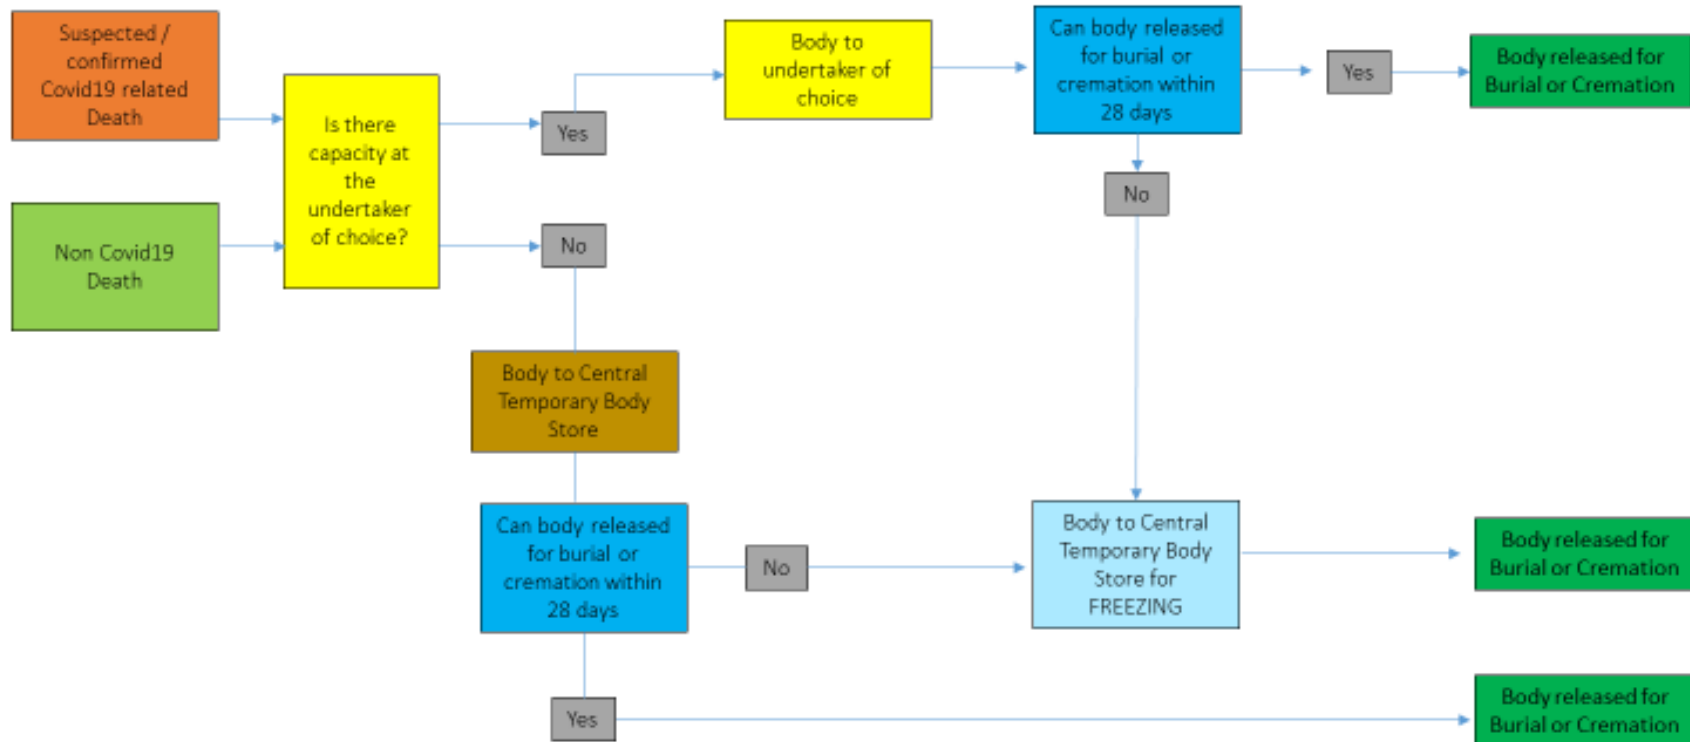 Suspected /
confirmed
Covid19 related
Death
Is there
capacity at
the
undertaker
of choice?
Yes
Body to
undertaker of
choice
Can body released
for burial or
cremation within
28 days
Yes
Body released for
Burial or Cremation
No
Non Covid19
Death
No
Body to Central
Temporary Body
Store
Can body released
for burial or
cremation within
28 days
No
Body to Central
Temporary Body
Store for
FREEZING
Body released for
Burial or Cremation
Yes
Body released for
Burial or Cremation